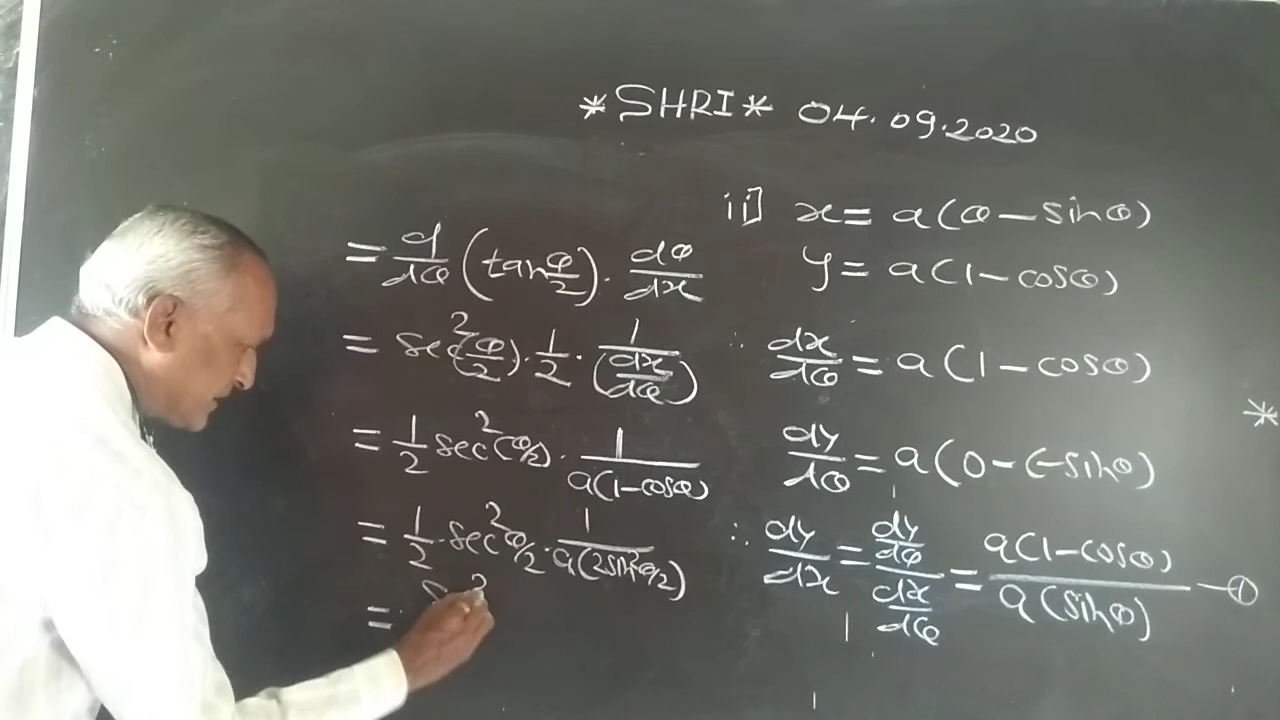 *SHRI* 04.09.2020
ii] x = a(θ - sinθ)
y = a(1 - cosθ)
∴ dx/dθ = a(1 - cosθ)
dy/dθ = a(0 - (-sinθ)
∴ dy/dx = (dy/dθ)/(dx/dθ) = a(1 - cosθ)/a(sinθ) — ①
= d/dθ (tan θ/2) . dθ/dx
= sec²(θ/2) . 1/2 . 1/(dx/dθ)
= 1/2 sec²(θ/2) . 1/a(1 - cosθ)
= 1/2 . sec² θ/2 . 1/a(2sin²θ/2)
=
*